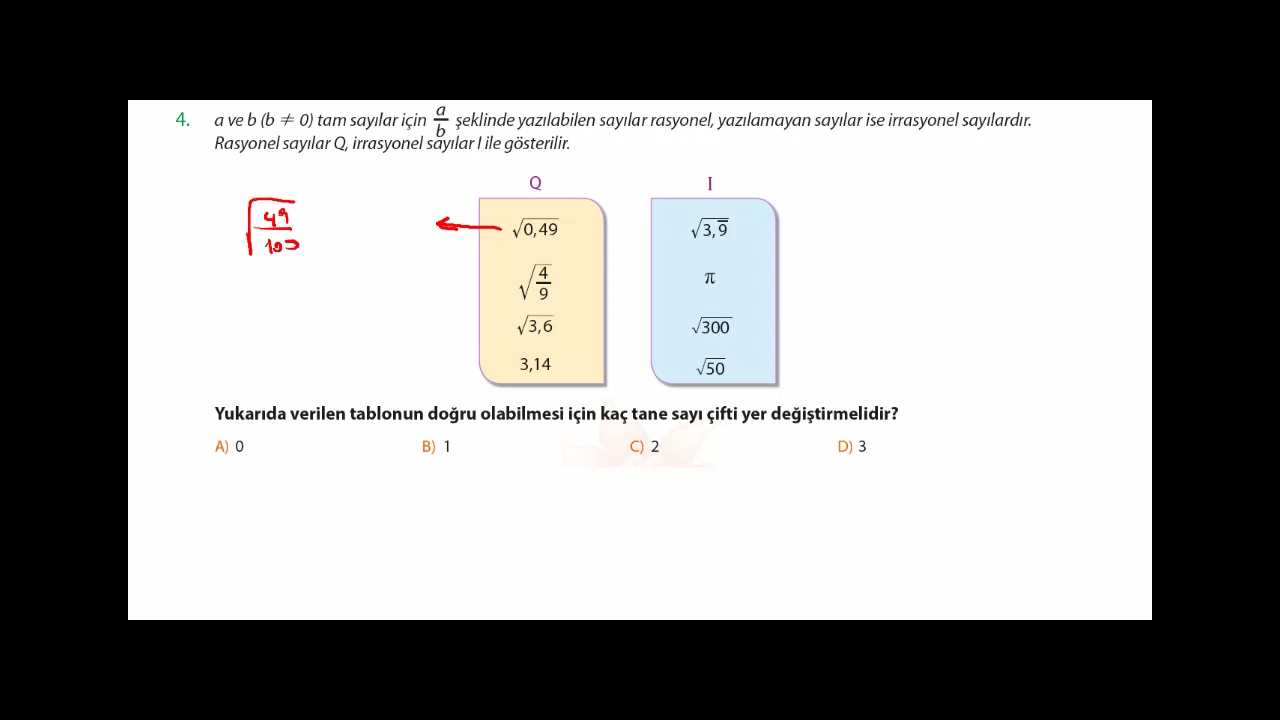 4. a ve b (b ≠ 0) tam sayılar için a/b şeklinde yazılabilen sayılar rasyonel, yazılamayan sayılar ise irrasyonel sayılardır.
Rasyonel sayılar Q, irrasyonel sayılar I ile gösterilir.
Q I
√(49/100)
√0,49 √3,9̅
√(4/9) π
√3,6 √300
3,14 √50
Yukarıda verilen tablonun doğru olabilmesi için kaç tane sayı çifti yer değiştirmelidir?
A) 0 B) 1 C) 2 D) 3